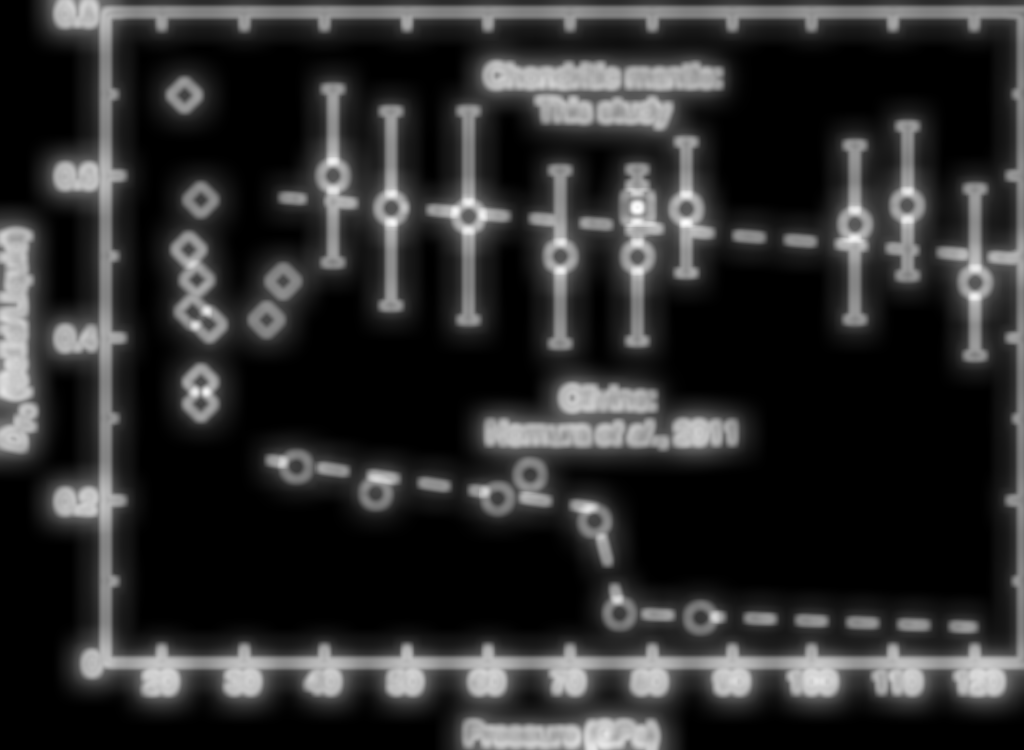 0.8
Chondritic mantle:
This study
0.6
0.4
Olivine:
Nomura et al., 2011
0.2
0
20 30 40 50 60 70 80 90 100 110 120
Pressure (GPa)